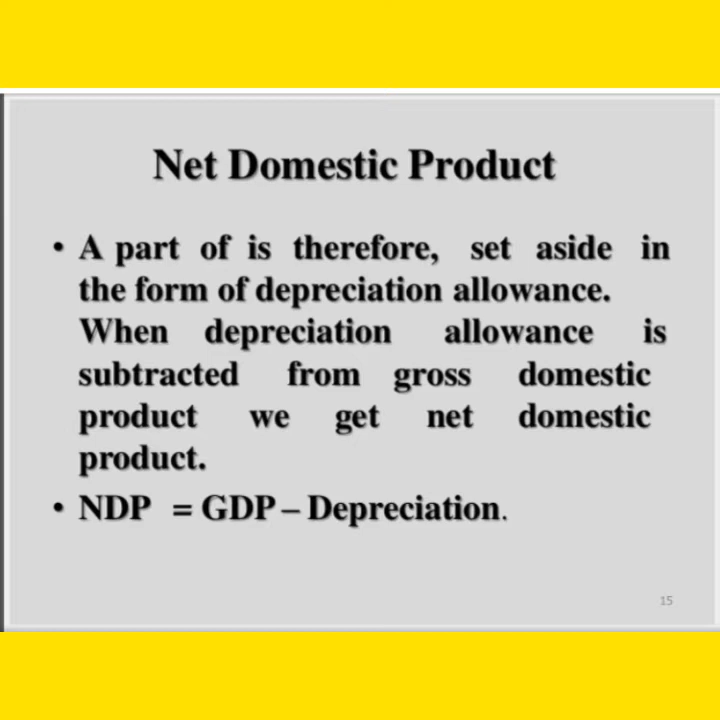 Net Domestic Product
• A part of is therefore, set aside in
the form of depreciation allowance.
When depreciation allowance is
subtracted from gross domestic
product we get net domestic
product.
• NDP = GDP – Depreciation.
15